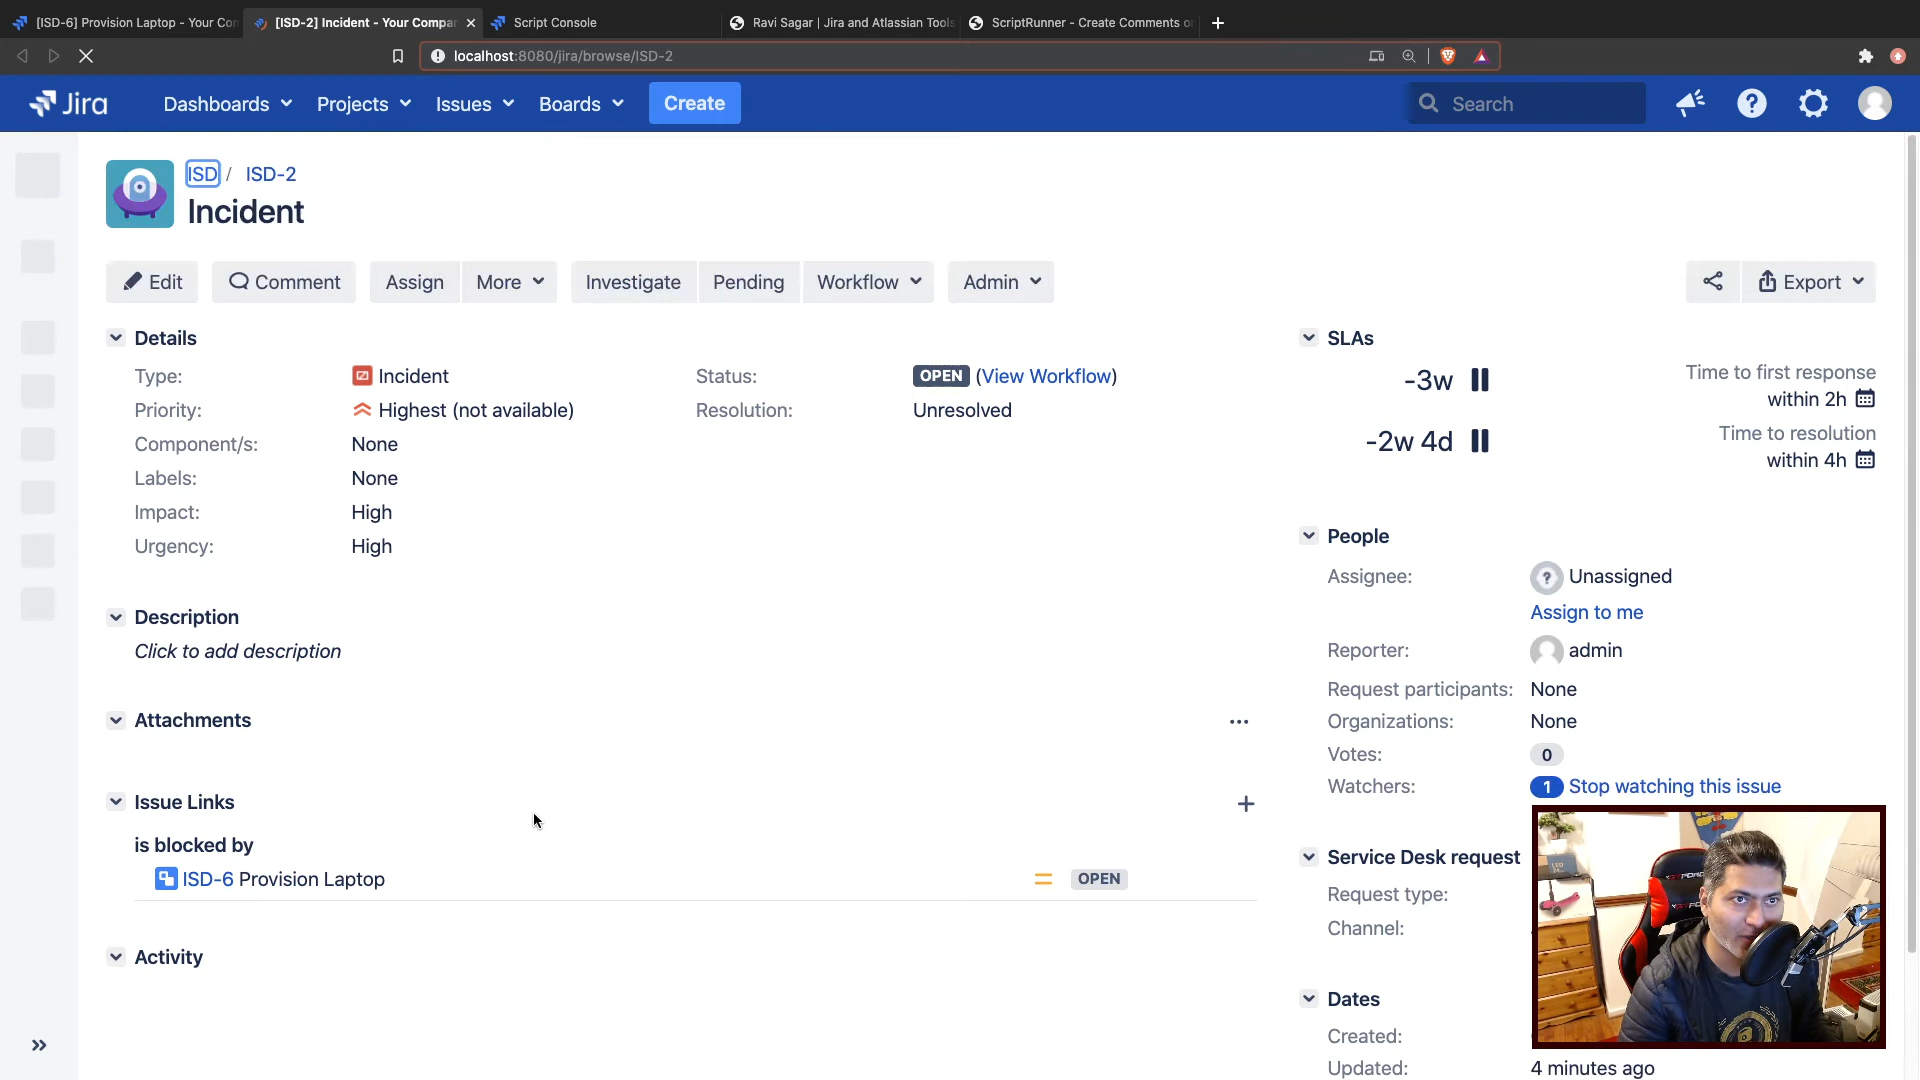 [ISD-6] Provision Laptop - Your Con
[ISD-2] Incident - Your Compar
Script Console
Ravi Sagar | Jira and Atlassian Tools
ScriptRunner - Create Comments or
localhost:8080/jira/browse/ISD-2
Jira
Dashboards
Projects
Issues
Boards
Create
Search
ISD / ISD-2
Incident
Edit
Comment
Assign
More
Investigate
Pending
Workflow
Admin
Export
Details
Type: Incident
Status: OPEN (View Workflow)
Priority: Highest (not available)
Resolution: Unresolved
Component/s: None
Labels: None
Impact: High
Urgency: High
Description
Click to add description
Attachments
Issue Links
is blocked by
ISD-6 Provision Laptop OPEN
Activity
SLAs
-3w Time to first response
within 2h
-2w 4d Time to resolution
within 4h
People
Assignee: Unassigned
Assign to me
Reporter: admin
Request participants: None
Organizations: None
Votes: 0
Watchers: 1 Stop watching this issue
Service Desk request
Request type:
Channel:
Dates
Created:
Updated: 4 minutes ago